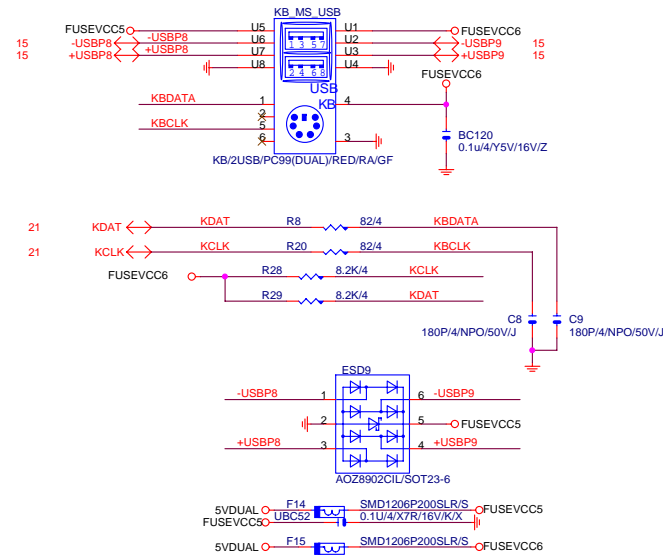 KB_MS_USB
FUSEVCC5 U5 U1 FUSEVCC6
15 -USBP8 -USBP8 U6 U2 -USBP9 15
15 +USBP8 +USBP8 U7 U3 +USBP9 15
U8 U4
1 3 5 7
2 4 6 8
USB
FUSEVCC6
KBDATA 1 KB 4
2
KBCLK 5
6 3
BC120
0.1u/4/Y5V/16V/Z
KB/2USB/PC99(DUAL)/RED/RA/GF
21 KDAT KDAT R8 82/4 KBDATA
21 KCLK KCLK R20 82/4 KBCLK
FUSEVCC6 R28 8.2K/4 KCLK
R29 8.2K/4 KDAT
C8 C9
180P/4/NPO/50V/J 180P/4/NPO/50V/J
ESD9
-USBP8 1 6 -USBP9
2 5 FUSEVCC5
+USBP8 3 4 +USBP9
AOZ8902CIL/SOT23-6
5VDUAL F14 SMD1206P200SLR/S FUSEVCC5
FUSEVCC5 UBC52 0.1U/4/X7R/16V/K/X
5VDUAL F15 SMD1206P200SLR/S FUSEVCC6